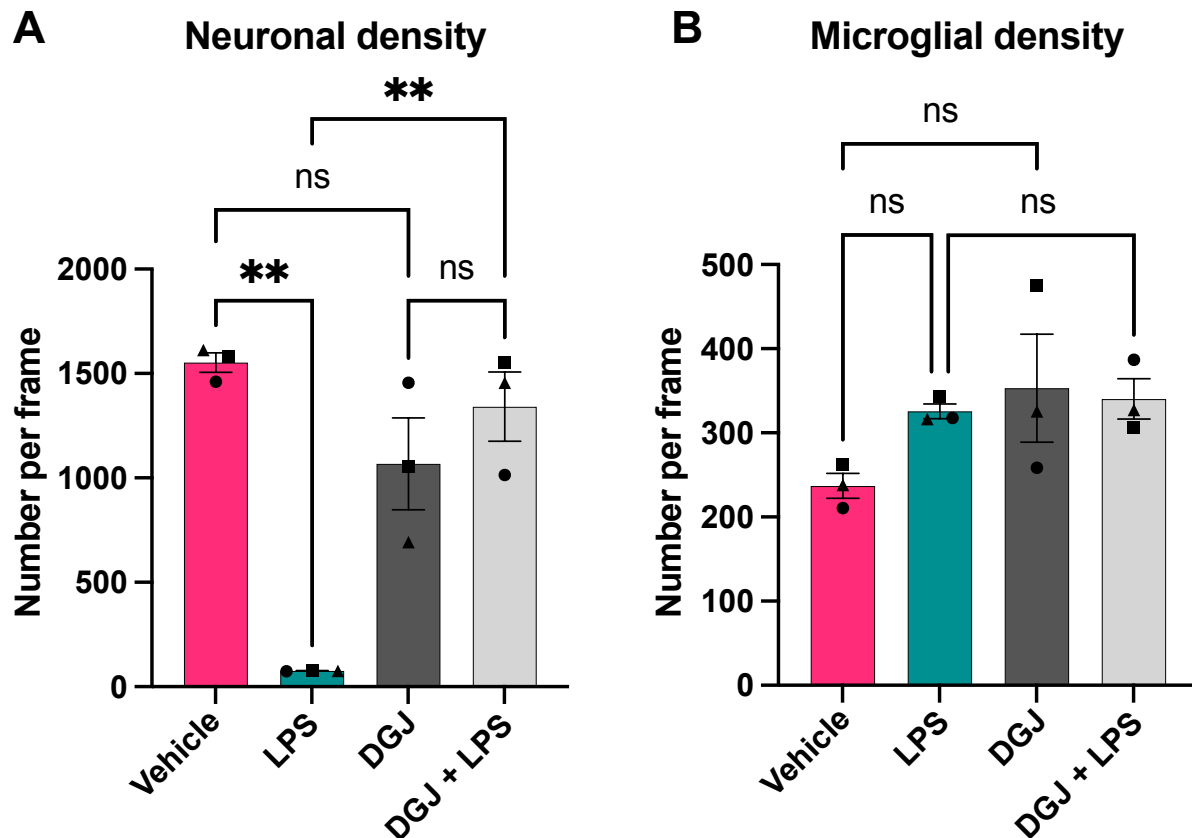 A
Neuronal density
**
ns
**
ns
Number per frame
2000
1500
1000
500
0
Vehicle
LPS
DGJ
DGJ + LPS
B
Microglial density
ns
ns
ns
Number per frame
500
400
300
200
100
0
Vehicle
LPS
DGJ
DGJ + LPS